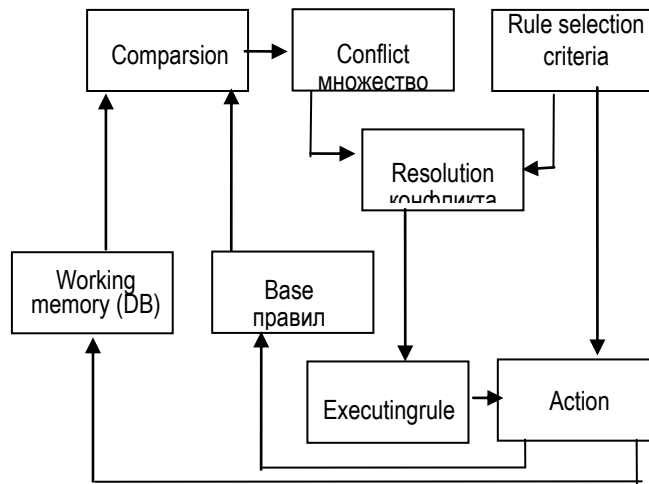 Comparsion
Conflict
множество
Rule selection
criteria
Resolution
конфликта
Working
memory (DB)
Base
правил
Executingrule
Action